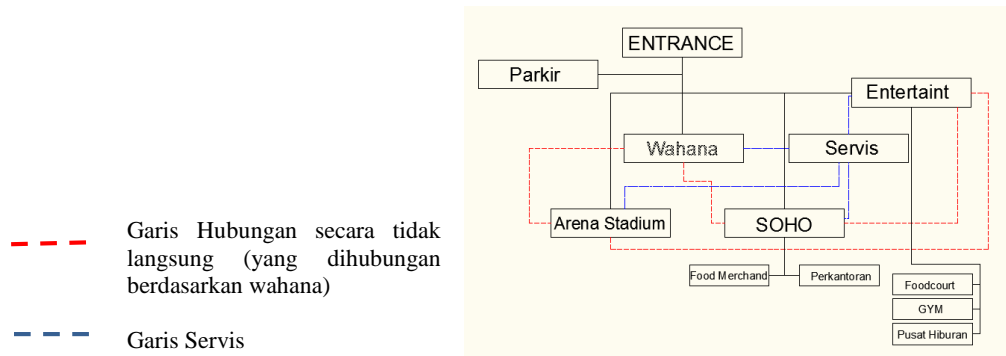 Garis Hubungan secara tidak
langsung (yang dihubungan
berdasarkan wahana)
Garis Servis
ENTRANCE
Parkir
Entertaint
Wahana
Servis
Arena Stadium
SOHO
Food Merchand
Perkantoran
Foodcourt
GYM
Pusat Hiburan